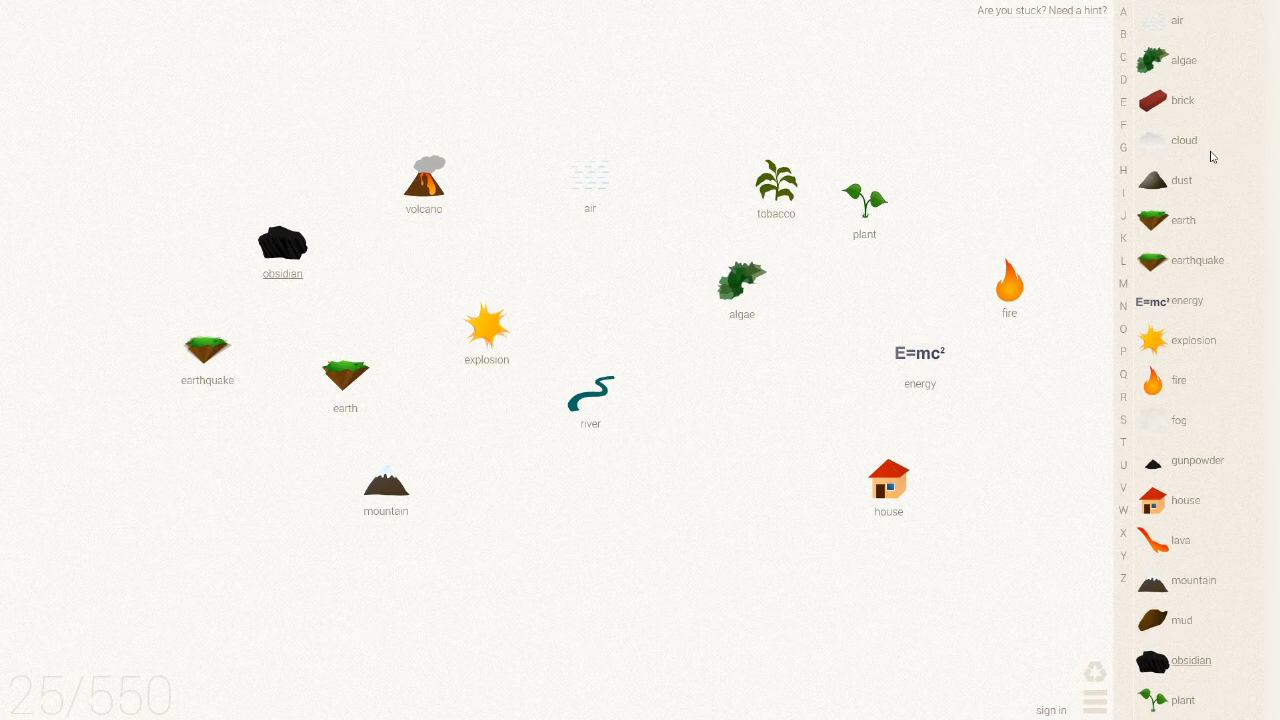 Are you stuck? Need a hint?
volcano
air
tobacco
plant
obsidian
algae
fire
explosion
earthquake
earth
E=mc²
energy
river
mountain
house
25/550
sign in
A
B
C
D
E
F
G
H
I
J
K
L
M
N
O
P
Q
R
S
T
U
V
W
X
Y
Z
air
algae
brick
cloud
dust
earth
earthquake
E=mc² energy
explosion
fire
fog
gunpowder
house
lava
mountain
mud
obsidian
plant